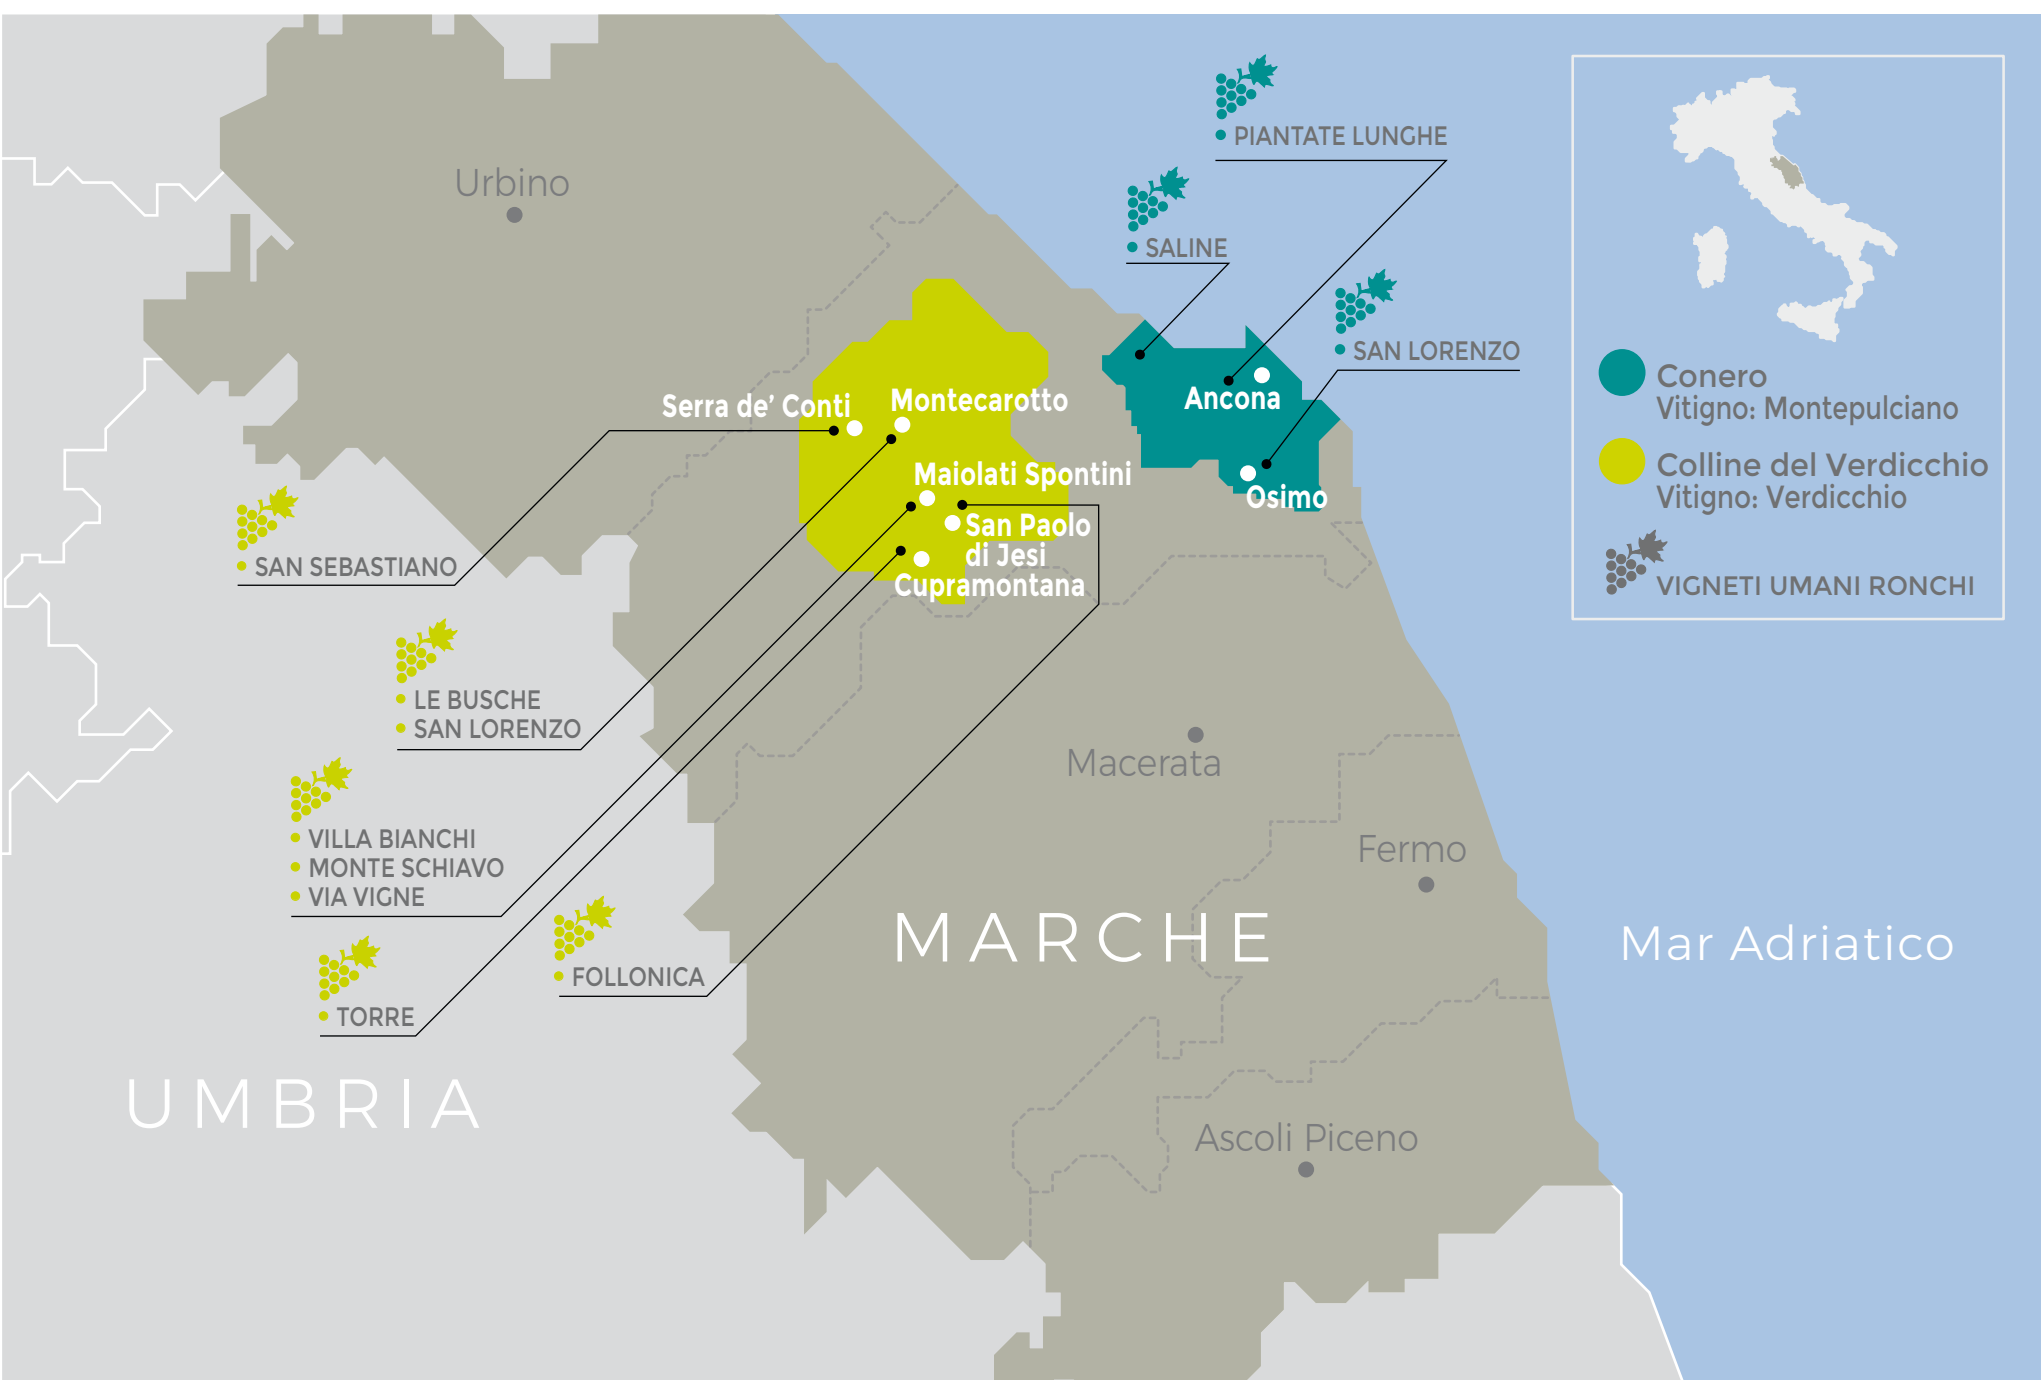 PIANTATE LUNGHE
Urbino
SALINE
SAN LORENZO
Conero
Vitigno: Montepulciano
Colline del Verdicchio
Vitigno: Verdicchio
VIGNETI UMANI RONCHI
Serra de’ Conti
Montecarotto
Ancona
Maiolati Spontini
Osimo
San Paolo
di Jesi
Cupramontana
SAN SEBASTIANO
LE BUSCHE
SAN LORENZO
Macerata
VILLA BIANCHI
MONTE SCHIAVO
VIA VIGNE
Fermo
MARCHE
Mar Adriatico
FOLLONICA
TORRE
UMBRIA
Ascoli Piceno